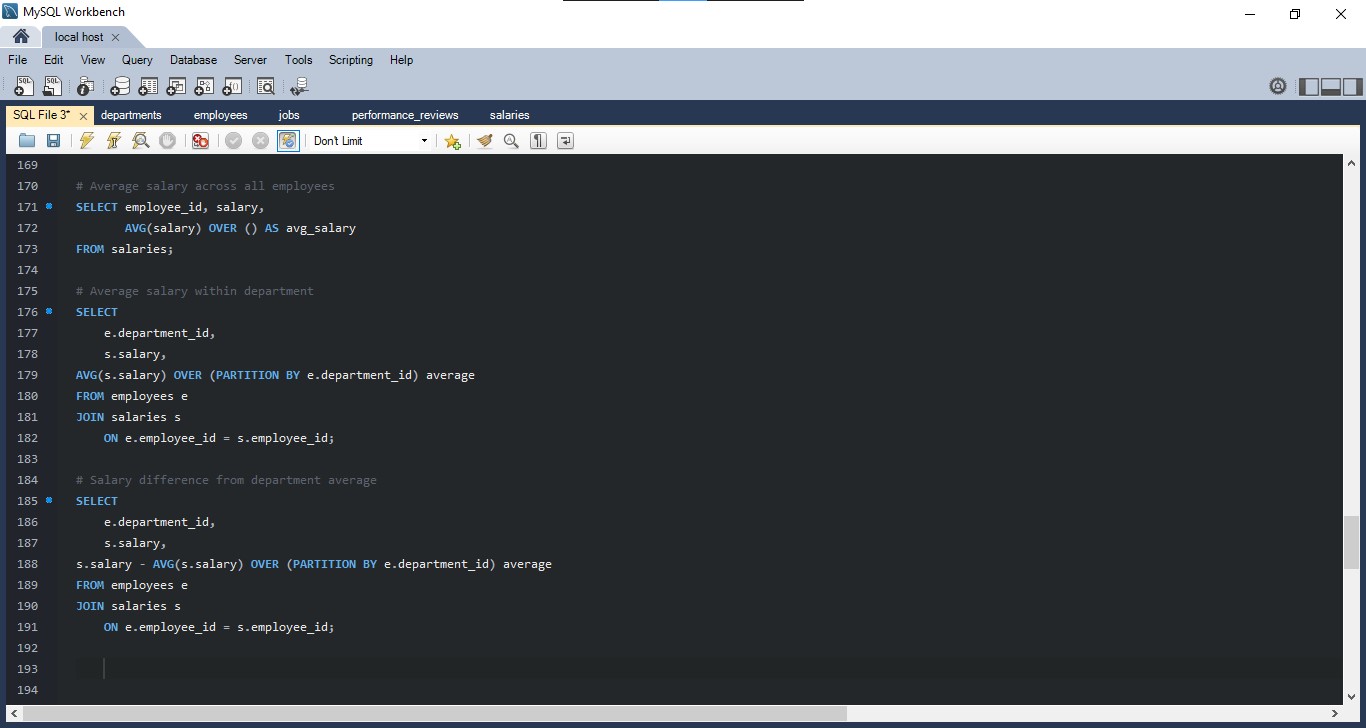 MySQL Workbench
local host
File Edit View Query Database Server Tools Scripting Help
SQL File 3* departments employees jobs performance_reviews salaries
Don't Limit
169
170 # Average salary across all employees
171 SELECT employee_id, salary,
172 AVG(salary) OVER () AS avg_salary
173 FROM salaries;
174
175 # Average salary within department
176 SELECT
177 e.department_id,
178 s.salary,
179 AVG(s.salary) OVER (PARTITION BY e.department_id) average
180 FROM employees e
181 JOIN salaries s
182 ON e.employee_id = s.employee_id;
183
184 # Salary difference from department average
185 SELECT
186 e.department_id,
187 s.salary,
188 s.salary - AVG(s.salary) OVER (PARTITION BY e.department_id) average
189 FROM employees e
190 JOIN salaries s
191 ON e.employee_id = s.employee_id;
192
193
194